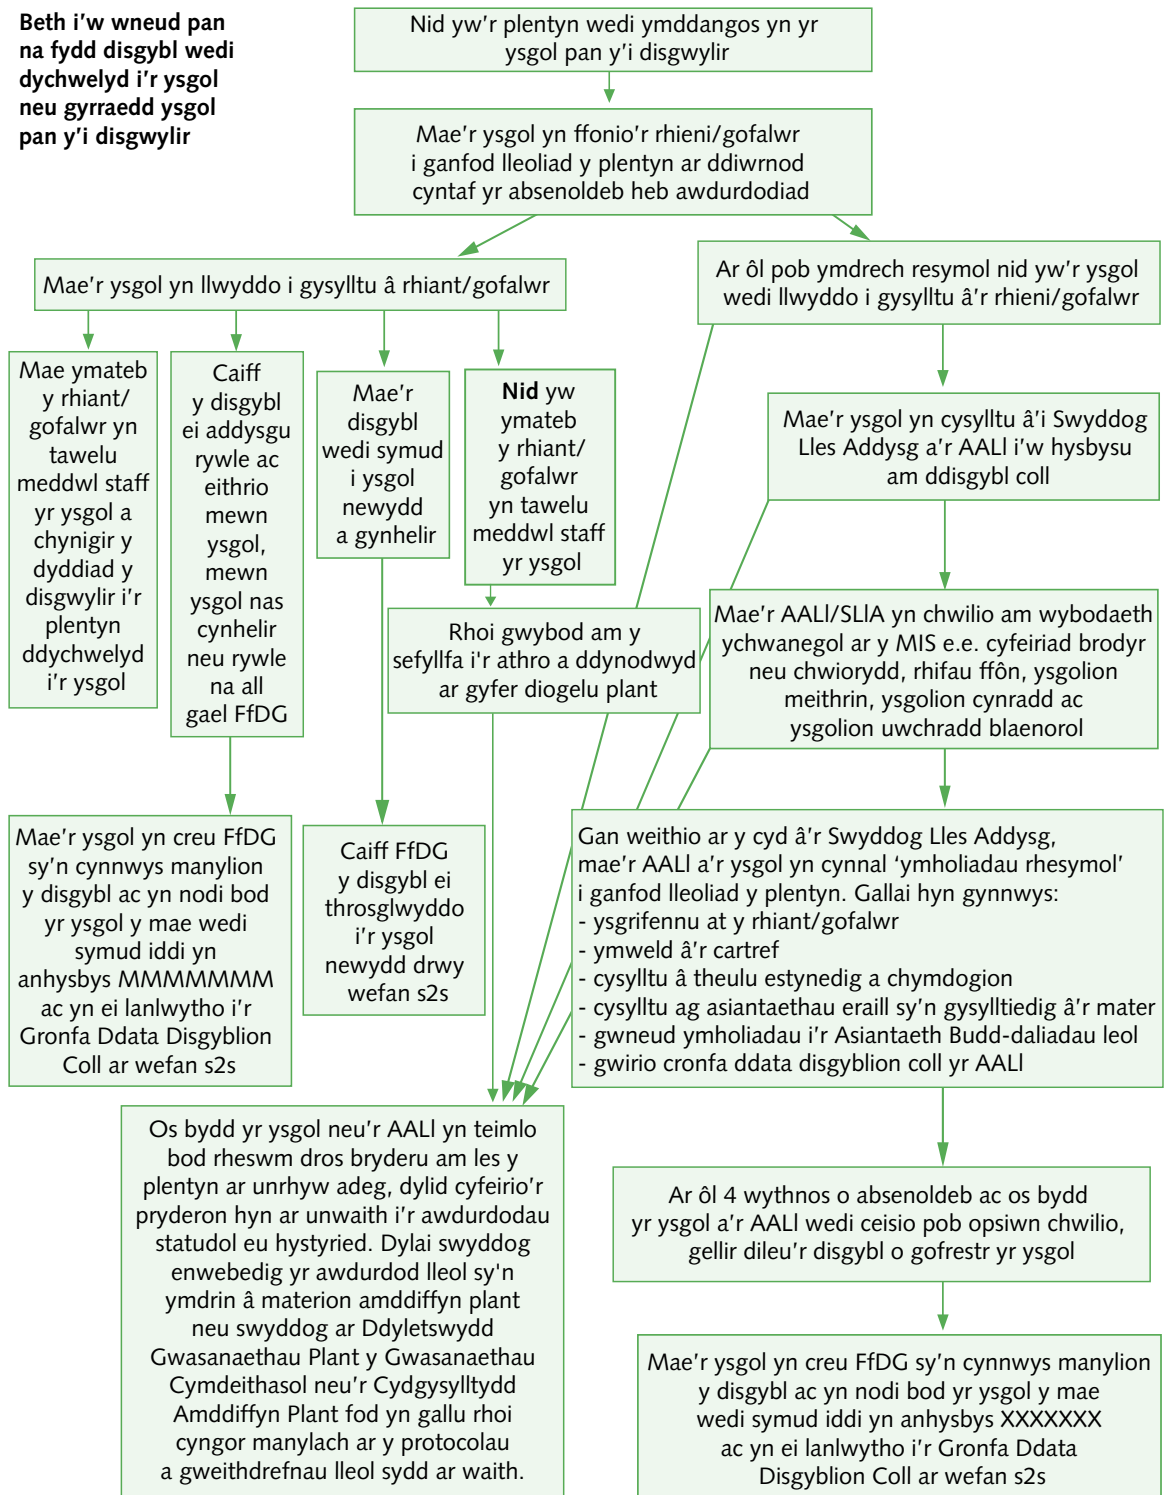 Beth i'w wneud pan
na fydd disgybl wedi
dychwelyd i'r ysgol
neu gyrraedd ysgol
pan y'i disgwylir
Nid yw'r plentyn wedi ymddangos yn yr
ysgol pan y'i disgwylir
Mae'r ysgol yn ffonio'r rhieni/gofalwr
i ganfod lleoliad y plentyn ar ddiwrnod
cyntaf yr absenoldeb heb awdurdodiad
Mae'r ysgol yn llwyddo i gysylltu â rhiant/gofalwr
Ar ôl pob ymdrech resymol nid yw'r ysgol
wedi llwyddo i gysylltu â'r rhieni/gofalwr
Mae ymateb
y rhiant/
gofalwr yn
tawelu
meddwl staff
yr ysgol a
chynigir y
dyddiad y
disgwylir i'r
plentyn
ddychwelyd
i'r ysgol
Caiff
y disgybl
ei addysgu
rywle ac
eithrio
mewn
ysgol,
mewn
ysgol nas
cynhelir
neu rywle
na all
gael FfDG
Mae'r
disgybl
wedi symud
i ysgol
newydd
a gynhelir
Nid yw
ymateb
y rhiant/
gofalwr
yn tawelu
meddwl staff
yr ysgol
Mae'r ysgol yn cysylltu â'i Swyddog
Lles Addysg a'r AALl i'w hysbysu
am ddisgybl coll
Rhoi gwybod am y
sefyllfa i'r athro a ddynodwyd
ar gyfer diogelu plant
Mae'r AALl/SLlA yn chwilio am wybodaeth
ychwanegol ar y MIS e.e. cyfeiriad brodyr
neu chwiorydd, rhifau ffôn, ysgolion
meithrin, ysgolion cynradd ac
ysgolion uwchradd blaenorol
Mae'r ysgol yn creu FfDG
sy'n cynnwys manylion
y disgybl ac yn nodi bod
yr ysgol y mae wedi
symud iddi yn
anhysbys MMMMMMM
ac yn ei lanlwytho i'r
Gronfa Ddata Disgyblion
Coll ar wefan s2s
Caiff FfDG
y disgybl ei
throsglwyddo
i'r ysgol
newydd drwy
wefan s2s
Gan weithio ar y cyd â'r Swyddog Lles Addysg,
mae'r AALl a'r ysgol yn cynnal 'ymholiadau rhesymol'
i ganfod lleoliad y plentyn. Gallai hyn gynnwys:
- ysgrifennu at y rhiant/gofalwr
- ymweld â'r cartref
- cysylltu â theulu estynedig a chymdogion
- cysylltu ag asiantaethau eraill sy'n gysylltiedig â'r mater
- gwneud ymholiadau i'r Asiantaeth Budd-daliadau leol
- gwirio cronfa ddata disgyblion coll yr AALl
Os bydd yr ysgol neu'r AALl yn teimlo
bod rheswm dros bryderu am les y
plentyn ar unrhyw adeg, dylid cyfeirio'r
pryderon hyn ar unwaith i'r awdurdodau
statudol eu hystyried. Dylai swyddog
enwebedig yr awdurdod lleol sy'n
ymdrin â materion amddiffyn plant
neu swyddog ar Ddyletswydd
Gwasanaethau Plant y Gwasanaethau
Cymdeithasol neu'r Cydgysylltydd
Amddiffyn Plant fod yn gallu rhoi
cyngor manylach ar y protocolau
a gweithdrefnau lleol sydd ar waith.
Ar ôl 4 wythnos o absenoldeb ac os bydd
yr ysgol a'r AALl wedi ceisio pob opsiwn chwilio,
gellir dileu'r disgybl o gofrestr yr ysgol
Mae'r ysgol yn creu FfDG sy'n cynnwys manylion
y disgybl ac yn nodi bod yr ysgol y mae
wedi symud iddi yn anhysbys XXXXXXX
ac yn ei lanlwytho i'r Gronfa Ddata
Disgyblion Coll ar wefan s2s